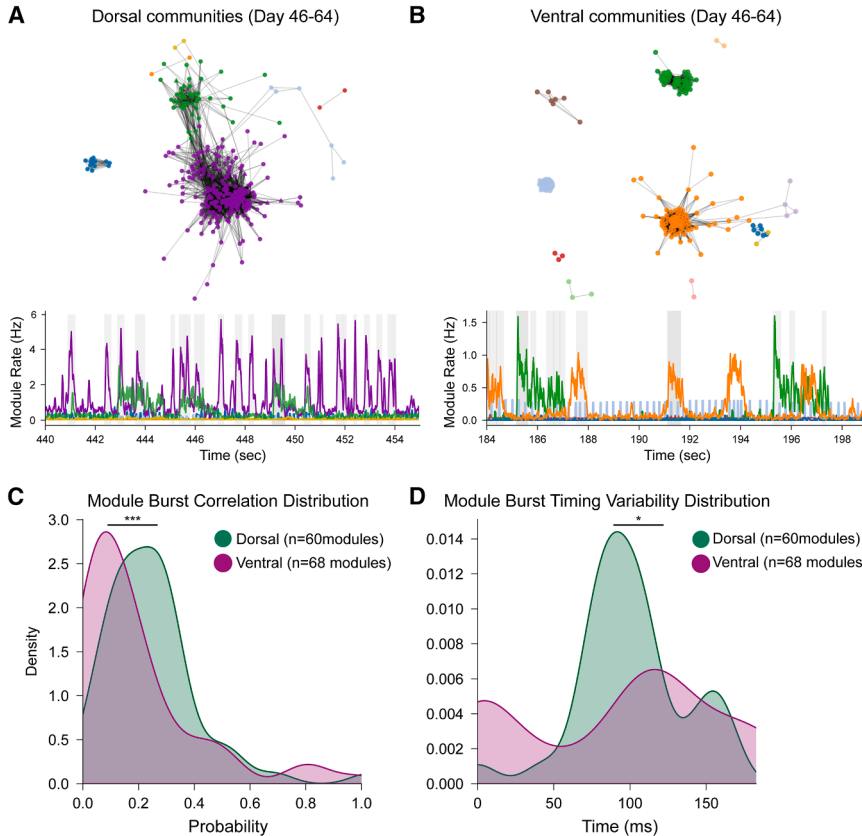 A
Dorsal communities (Day 46-64)
B
Ventral communities (Day 46-64)
Module Rate (Hz)
6
4
2
0
440 442 444 446 448 450 452 454
Time (sec)
Module Rate (Hz)
1.5
1.0
0.5
0.0
184 186 188 190 192 194 196 198
Time (sec)
C
Module Burst Correlation Distribution
***
Dorsal (n=60modules)
Ventral (n=68 modules)
Density
3.0
2.5
2.0
1.5
1.0
0.5
0.0
0.0 0.2 0.4 0.6 0.8 1.0
Probability
D
Module Burst Timing Variability Distribution
*
Dorsal (n=60modules)
Ventral (n=68 modules
0.014
0.012
0.010
0.008
0.006
0.004
0.002
0.000
0 50 100 150
Time (ms)